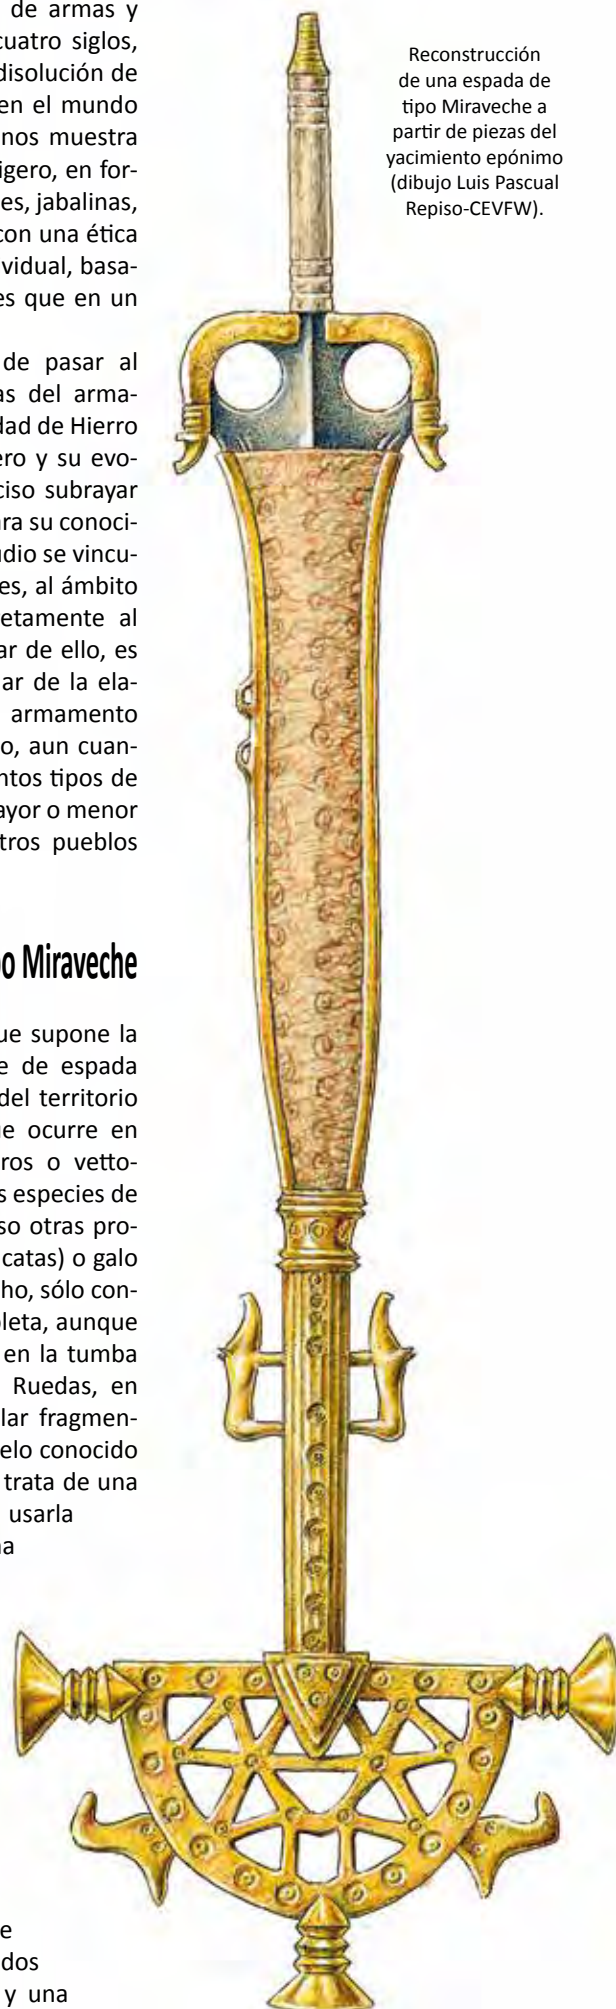 de armas y
cuatro siglos,
disolución de
en el mundo
nos muestra
igero, en for-
es, jabalinas,
con una ética
vidual, basa-
es que en un
de pasar al
as del arma-
dad de Hierro
ero y su evo-
ciso subrayar
ara su conoci-
udio se vincu-
es, al ámbito
retamente al
ar de ello, es
ar de la ela-
armamento
o, aun cuan-
ntos tipos de
ayor o menor
tros pueblos
po Miraveche
ue supone la
e de espada
del territorio
ue ocurre en
ros o vetto-
s especies de
so otras pro-
catas) o galo
ho, sólo con-
oleta, aunque
en la tumba
Ruedas, en
lar fragmen-
elo conocido
trata de una
usarla
na
e
dos
y una
Reconstrucción
de una espada de
tipo Miraveche a
partir de piezas del
yacimiento epónimo
(dibujo Luis Pascual
Repiso-CEVFW).